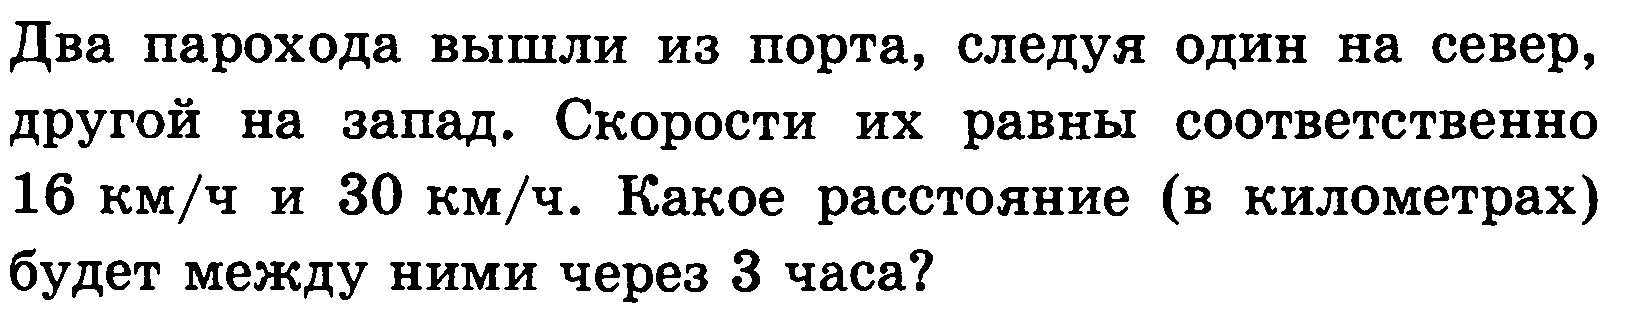 Два парохода вышли из порта, следуя один на север,
другой на запад. Скорости их равны соответственно
16 км/ч и 30 км/ч. Какое расстояние (в километрах)
будет между ними через 3 часа?